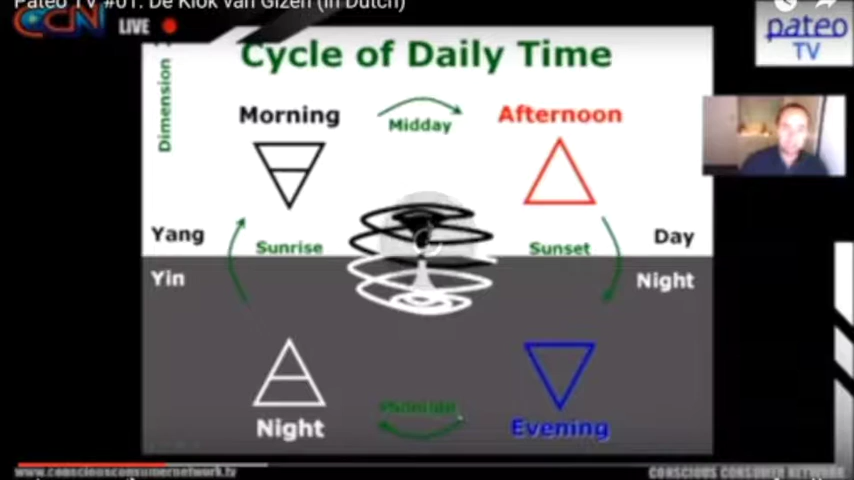 Pateo TV #61: De Klok van Gizeh (in Dutch)
CCN LIVE
pateo
TV
Cycle of Daily Time
Dimension
Morning
Midday
Afternoon
Yang
Sunrise
Sunset
Day
Yin
Night
Night
Evening
www.consciousconsumernetwork.tv
CONSCIOUS CONSUMER NETWORK